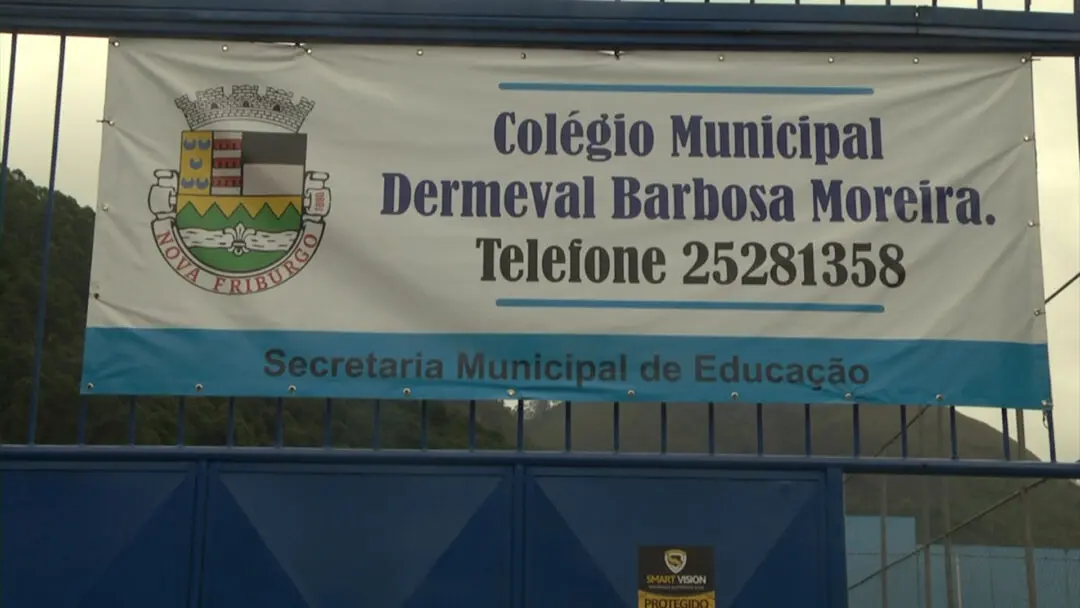 Colégio Municipal
Dermeval Barbosa Moreira.
Telefone 25281358
NOVA FRIBURGO
Secretaria Municipal de Educação
SMART VISION
PROTEGIDO